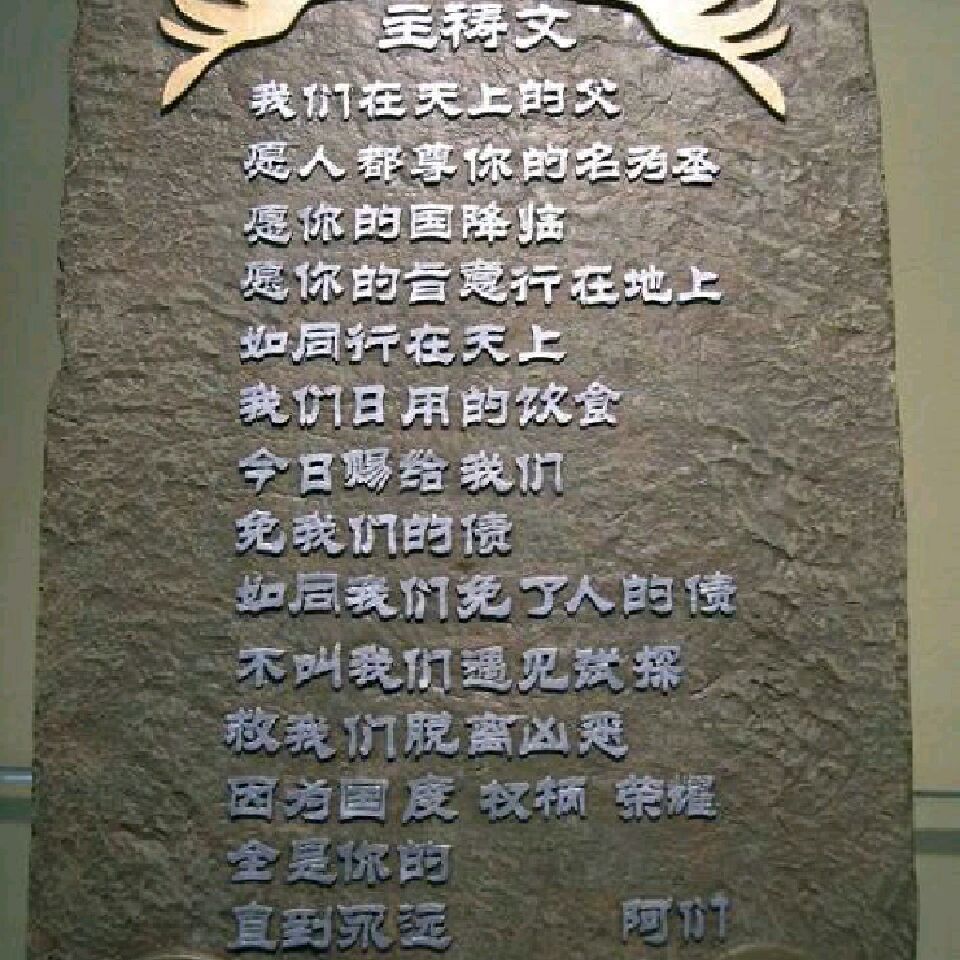 主祷文
我们在天上的父
愿人都尊你的名为圣
愿你的国降临
愿你的旨意行在地上
如同行在天上
我们日用的饮食
今日赐给我们
免我们的债
如同我们免了人的债
不叫我们遇见试探
救我们脱离凶恶
因为国度 权柄 荣耀
全是你的
直到永远 阿们